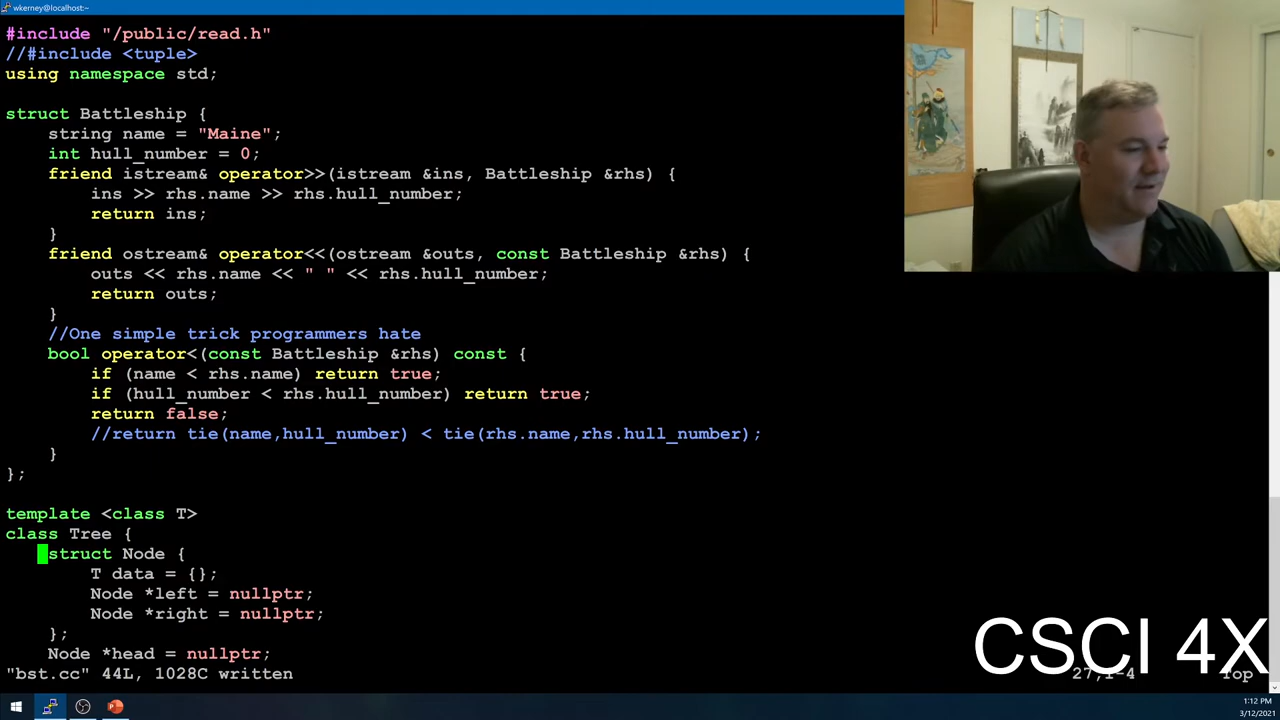 wkerney@localhost:~
#include "/public/read.h"
//#include <tuple>
using namespace std;
struct Battleship {
string name = "Maine";
int hull_number = 0;
friend istream& operator>>(istream &ins, Battleship &rhs) {
ins >> rhs.name >> rhs.hull_number;
return ins;
}
friend ostream& operator<<(ostream &outs, const Battleship &rhs) {
outs << rhs.name << " " << rhs.hull_number;
return outs;
}
//One simple trick programmers hate
bool operator<(const Battleship &rhs) const {
if (name < rhs.name) return true;
if (hull_number < rhs.hull_number) return true;
return false;
//return tie(name,hull_number) < tie(rhs.name,rhs.hull_number);
}
};
template <class T>
class Tree {
struct Node {
T data = {};
Node *left = nullptr;
Node *right = nullptr;
};
Node *head = nullptr;
"bst.cc" 44L, 1028C written
CSCI 4X
1:12 PM
3/12/2021